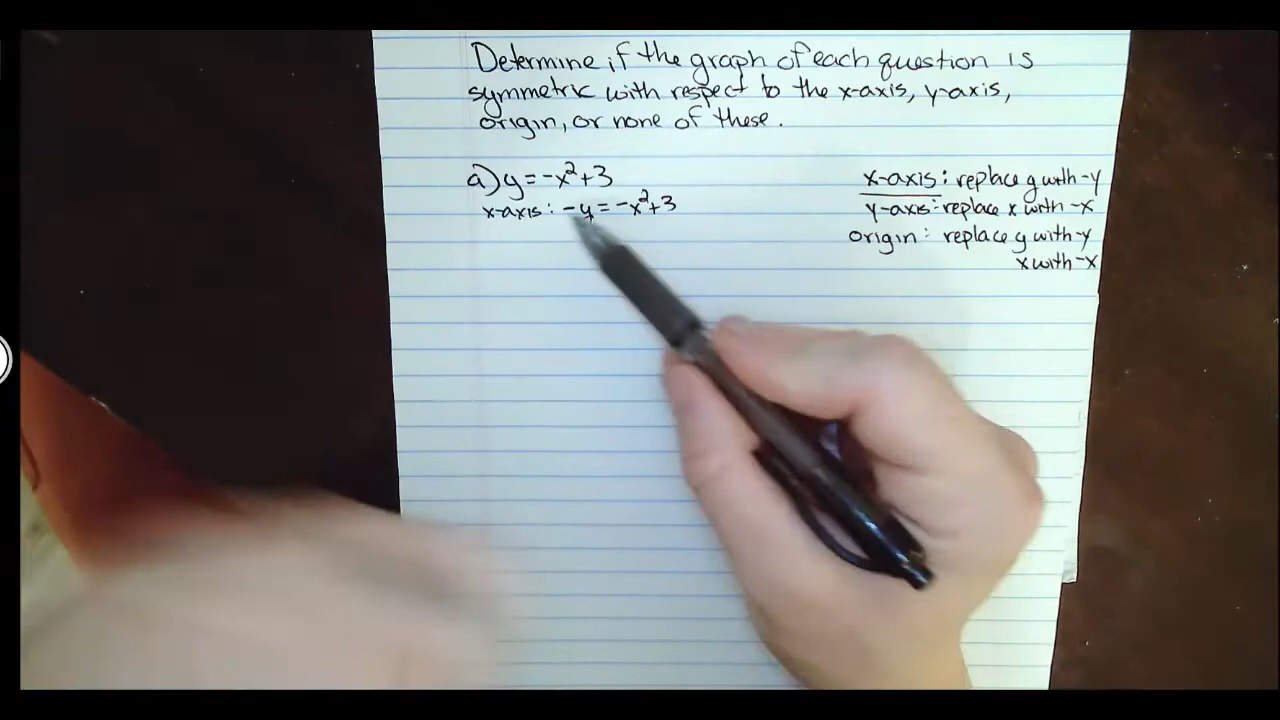 Determine if the graph of each question is
symmetric with respect to the x-axis, y-axis,
origin, or none of these.
a) y = -x²+3
x-axis: -y = -x²+3
x-axis: replace y with -y
y-axis: replace x with -x
origin: replace y with -y
x with -x